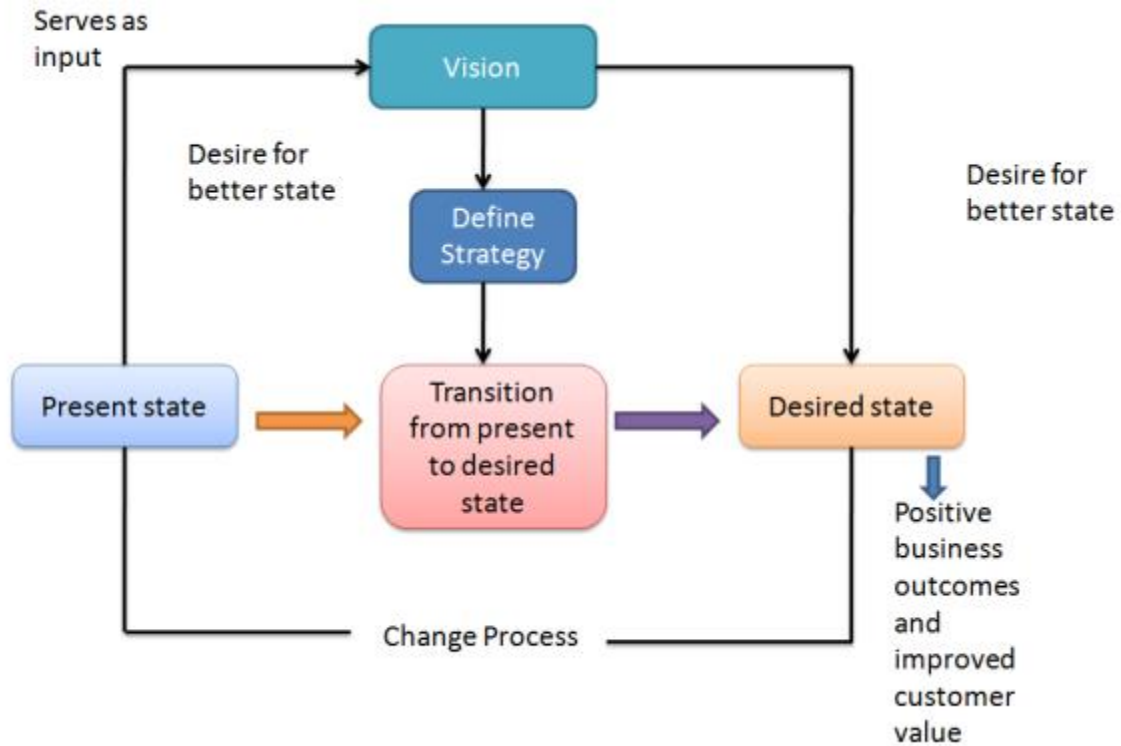 Serves as
input
Vision
Desire for
better state
Desire for
better state
Define
Strategy
Present state
Transition
from present
to desired
state
Desired state
Positive
business
outcomes
and
improved
customer
value
Change Process